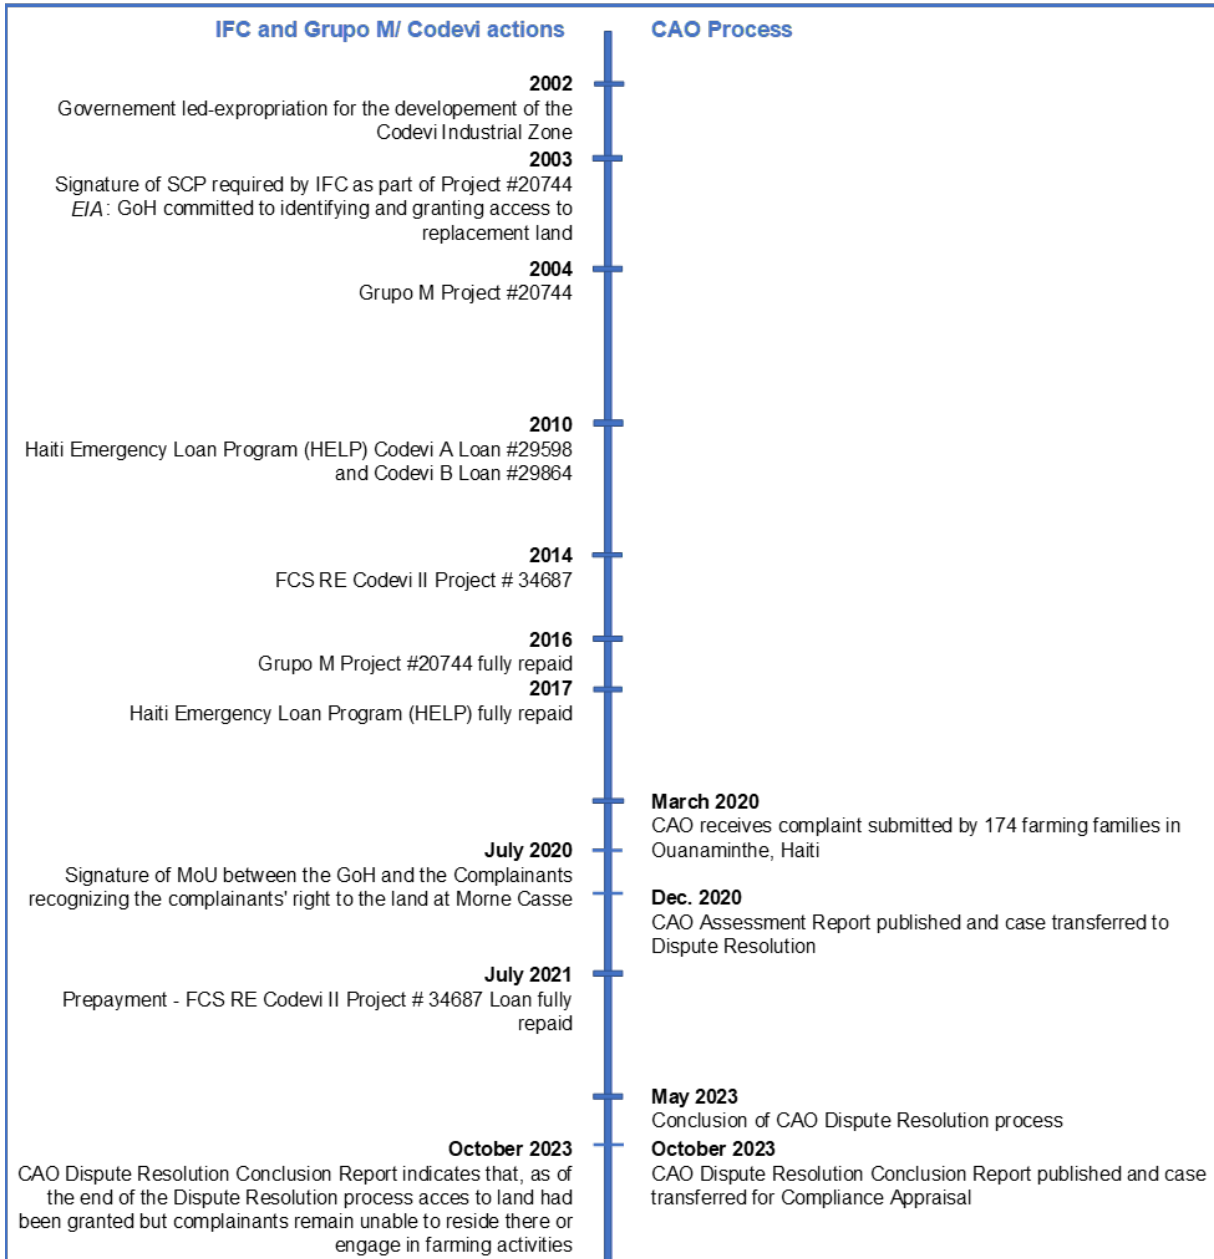 IFC and Grupo M/ Codevi actions
CAO Process
2002
Governement led-expropriation for the developement of the
Codevi Industrial Zone
2003
Signature of SCP required by IFC as part of Project #20744
EIA: GoH committed to identifying and granting access to
replacement land
2004
Grupo M Project #20744
2010
Haiti Emergency Loan Program (HELP) Codevi A Loan #29598
and Codevi B Loan #29864
2014
FCS RE Codevi II Project # 34687
2016
Grupo M Project #20744 fully repaid
2017
Haiti Emergency Loan Program (HELP) fully repaid
March 2020
CAO receives complaint submitted by 174 farming families in
Ouanaminthe, Haiti
July 2020
Signature of MoU between the GoH and the Complainants
recognizing the complainants' right to the land at Morne Casse
Dec. 2020
CAO Assessment Report published and case transferred to
Dispute Resolution
July 2021
Prepayment - FCS RE Codevi II Project # 34687 Loan fully
repaid
May 2023
Conclusion of CAO Dispute Resolution process
October 2023
CAO Dispute Resolution Conclusion Report indicates that, as of
the end of the Dispute Resolution process acces to land had
been granted but complainants remain unable to reside there or
engage in farming activities
October 2023
CAO Dispute Resolution Conclusion Report published and case
transferred for Compliance Appraisal